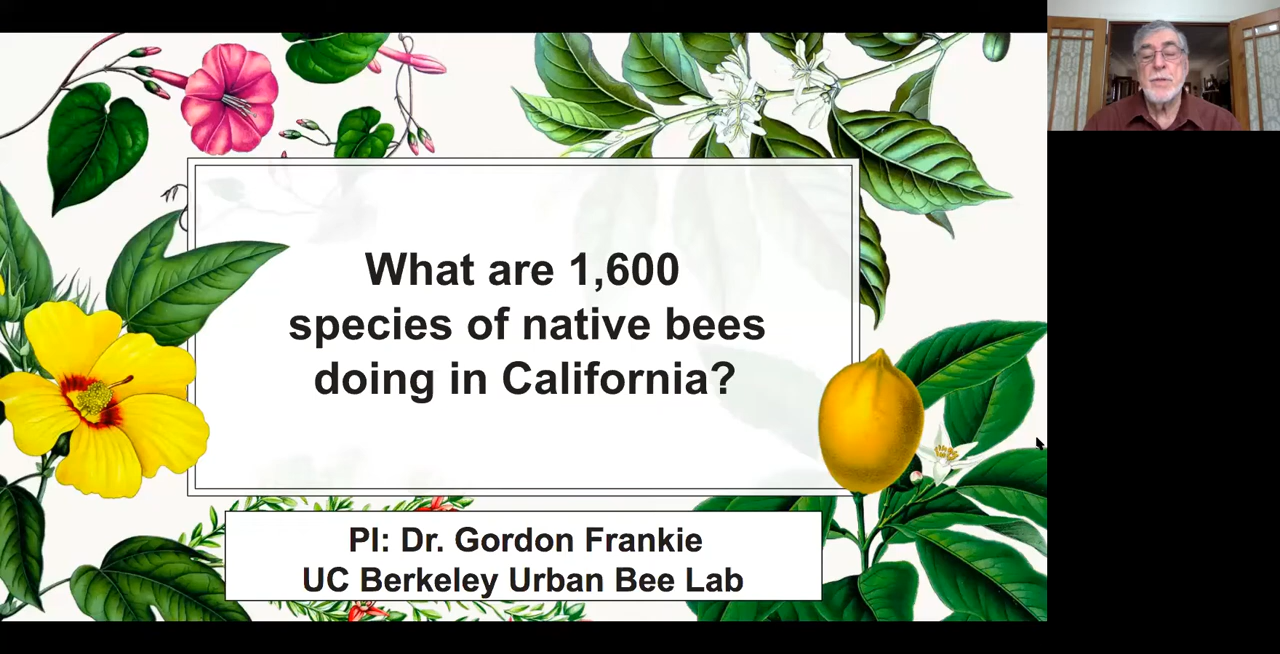 What are 1,600
species of native bees
doing in California?
PI: Dr. Gordon Frankie
UC Berkeley Urban Bee Lab